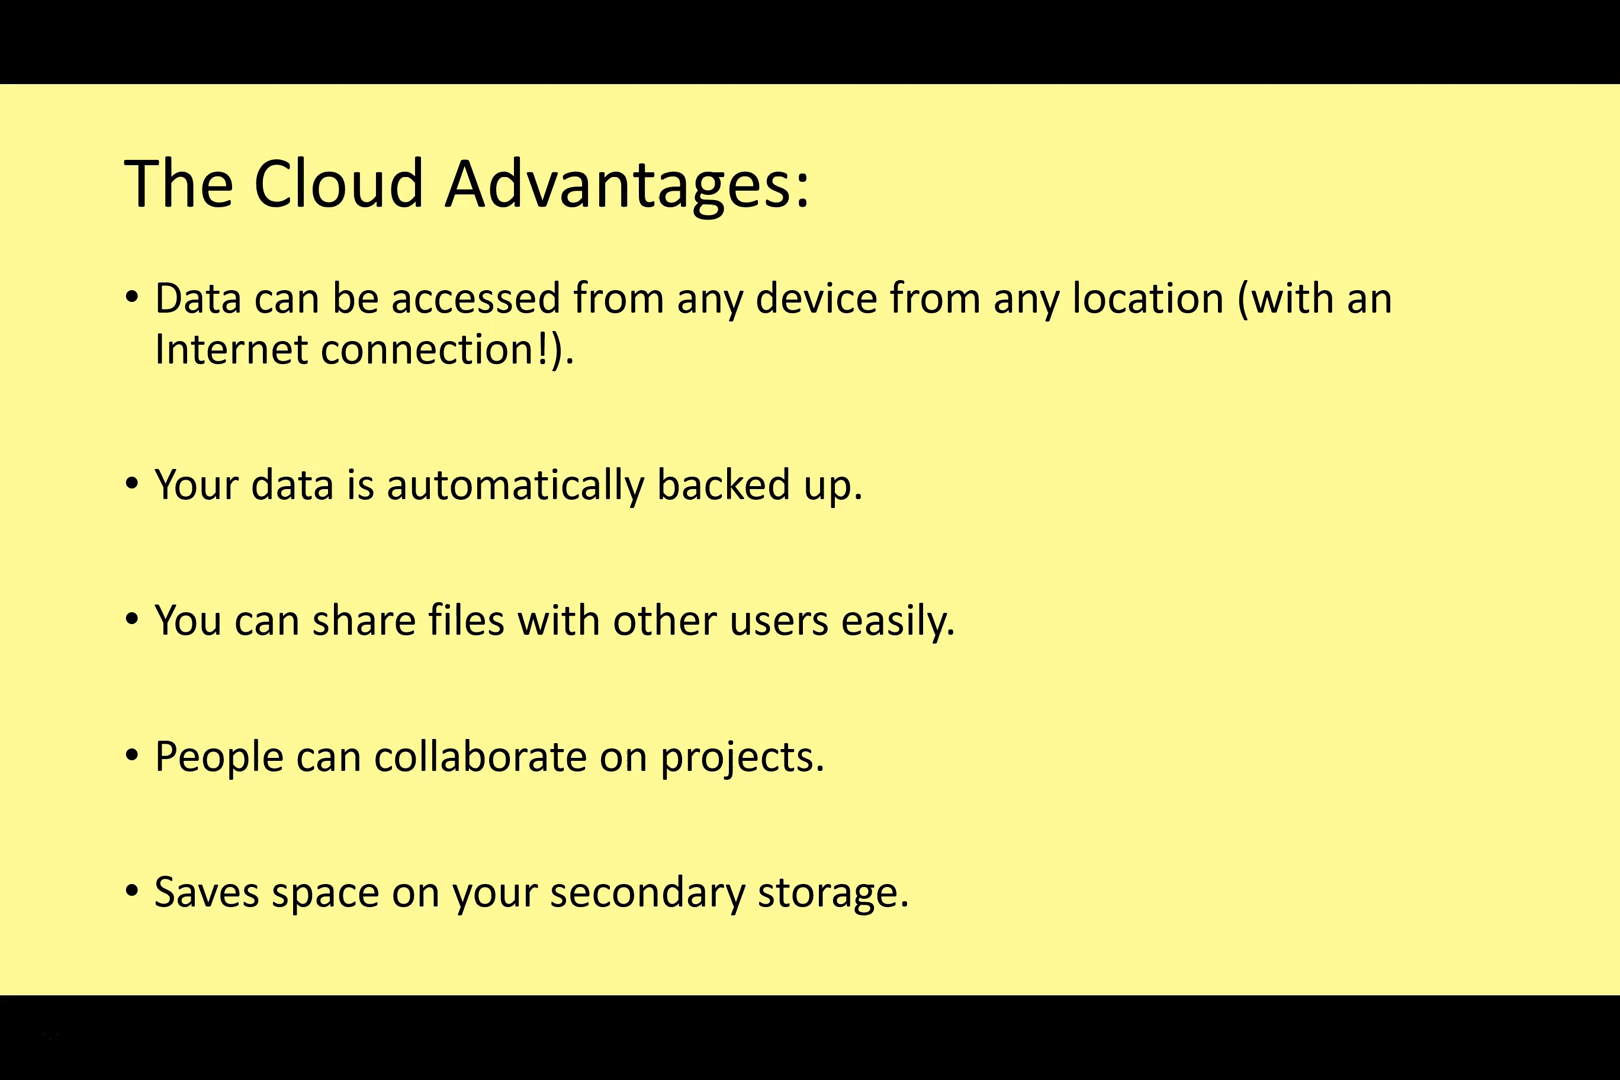 The Cloud Advantages:
• Data can be accessed from any device from any location (with an
Internet connection!).
• Your data is automatically backed up.
• You can share files with other users easily.
• People can collaborate on projects.
• Saves space on your secondary storage.